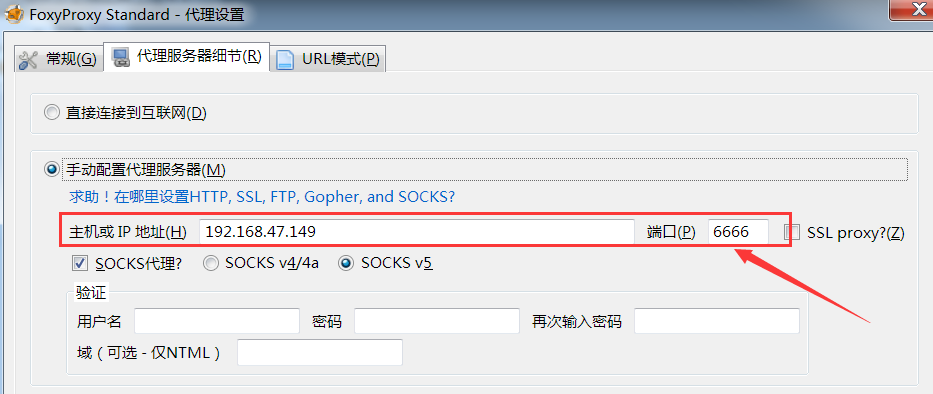 FoxyProxy Standard - 代理设置
常规(G) 代理服务器细节(R) URL模式(P)
直接连接到互联网(D)
手动配置代理服务器(M)
求助！在哪里设置HTTP, SSL, FTP, Gopher, and SOCKS?
主机或 IP 地址(H) 192.168.47.149 端口(P) 6666 SSL proxy?(Z)
SOCKS代理? SOCKS v4/4a SOCKS v5
验证
用户名 密码 再次输入密码
域（可选 - 仅NTML）